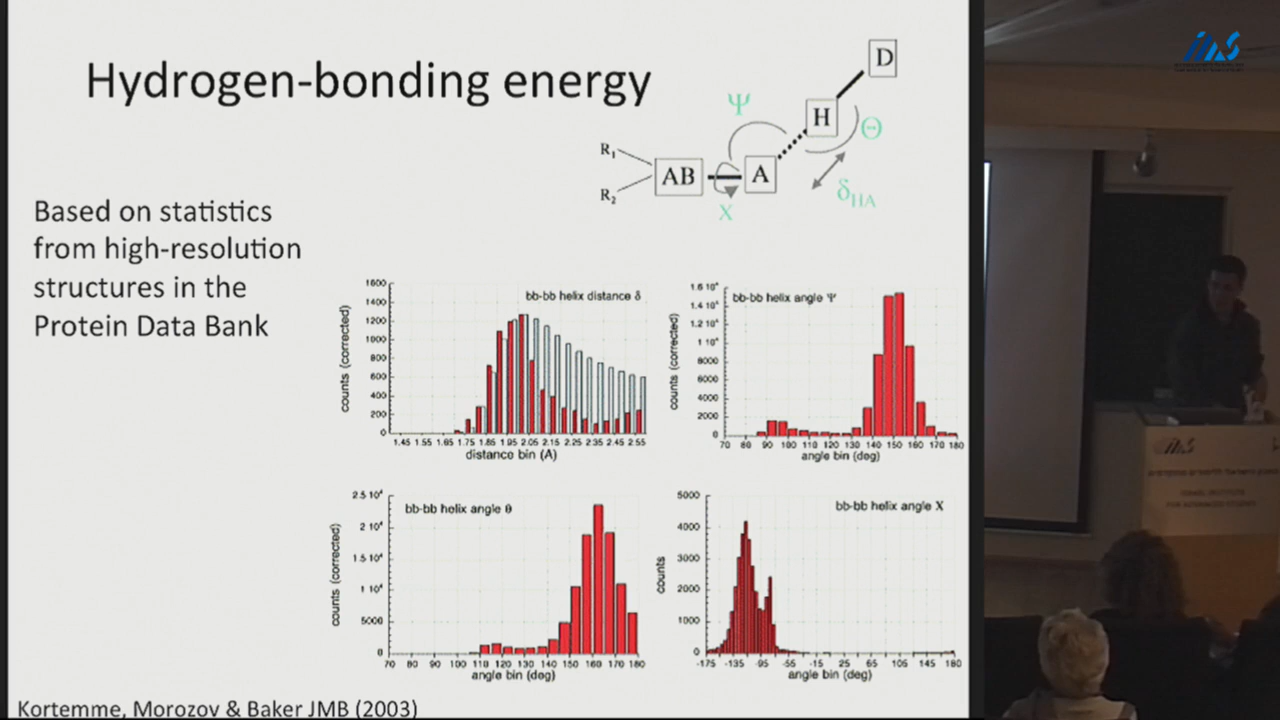 Hydrogen-bonding energy
D
H
Ψ
Θ
R1
R2
AB
A
X
δHA
Based on statistics
from high-resolution
structures in the
Protein Data Bank
bb-bb helix distance δ
counts (corrected)
1600
1400
1200
1000
800
600
400
200
0
1.45 1.55 1.65 1.75 1.85 1.95 2.05 2.15 2.25 2.35 2.45 2.55
distance bin (A)
bb-bb helix angle Ψ
counts (corrected)
1.6 10⁴
1.4 10⁴
1.2 10⁴
1 10⁴
8000
6000
4000
2000
0
70 80 90 100 110 120 130 140 150 160 170 180
angle bin (deg)
bb-bb helix angle θ
counts (corrected)
2.5 10⁴
2 10⁴
1.5 10⁴
1 10⁴
5000
0
70 80 90 100 110 120 130 140 150 160 170 180
angle bin (deg)
bb-bb helix angle X
counts
5000
4000
3000
2000
1000
0
-175 -135 -95 -55 -15 25 65 105 145 180
angle bin (deg)
Kortemme, Morozov & Baker JMB (2003)
ISRAEL INSTITUTE
FOR ADVANCED STUDIES